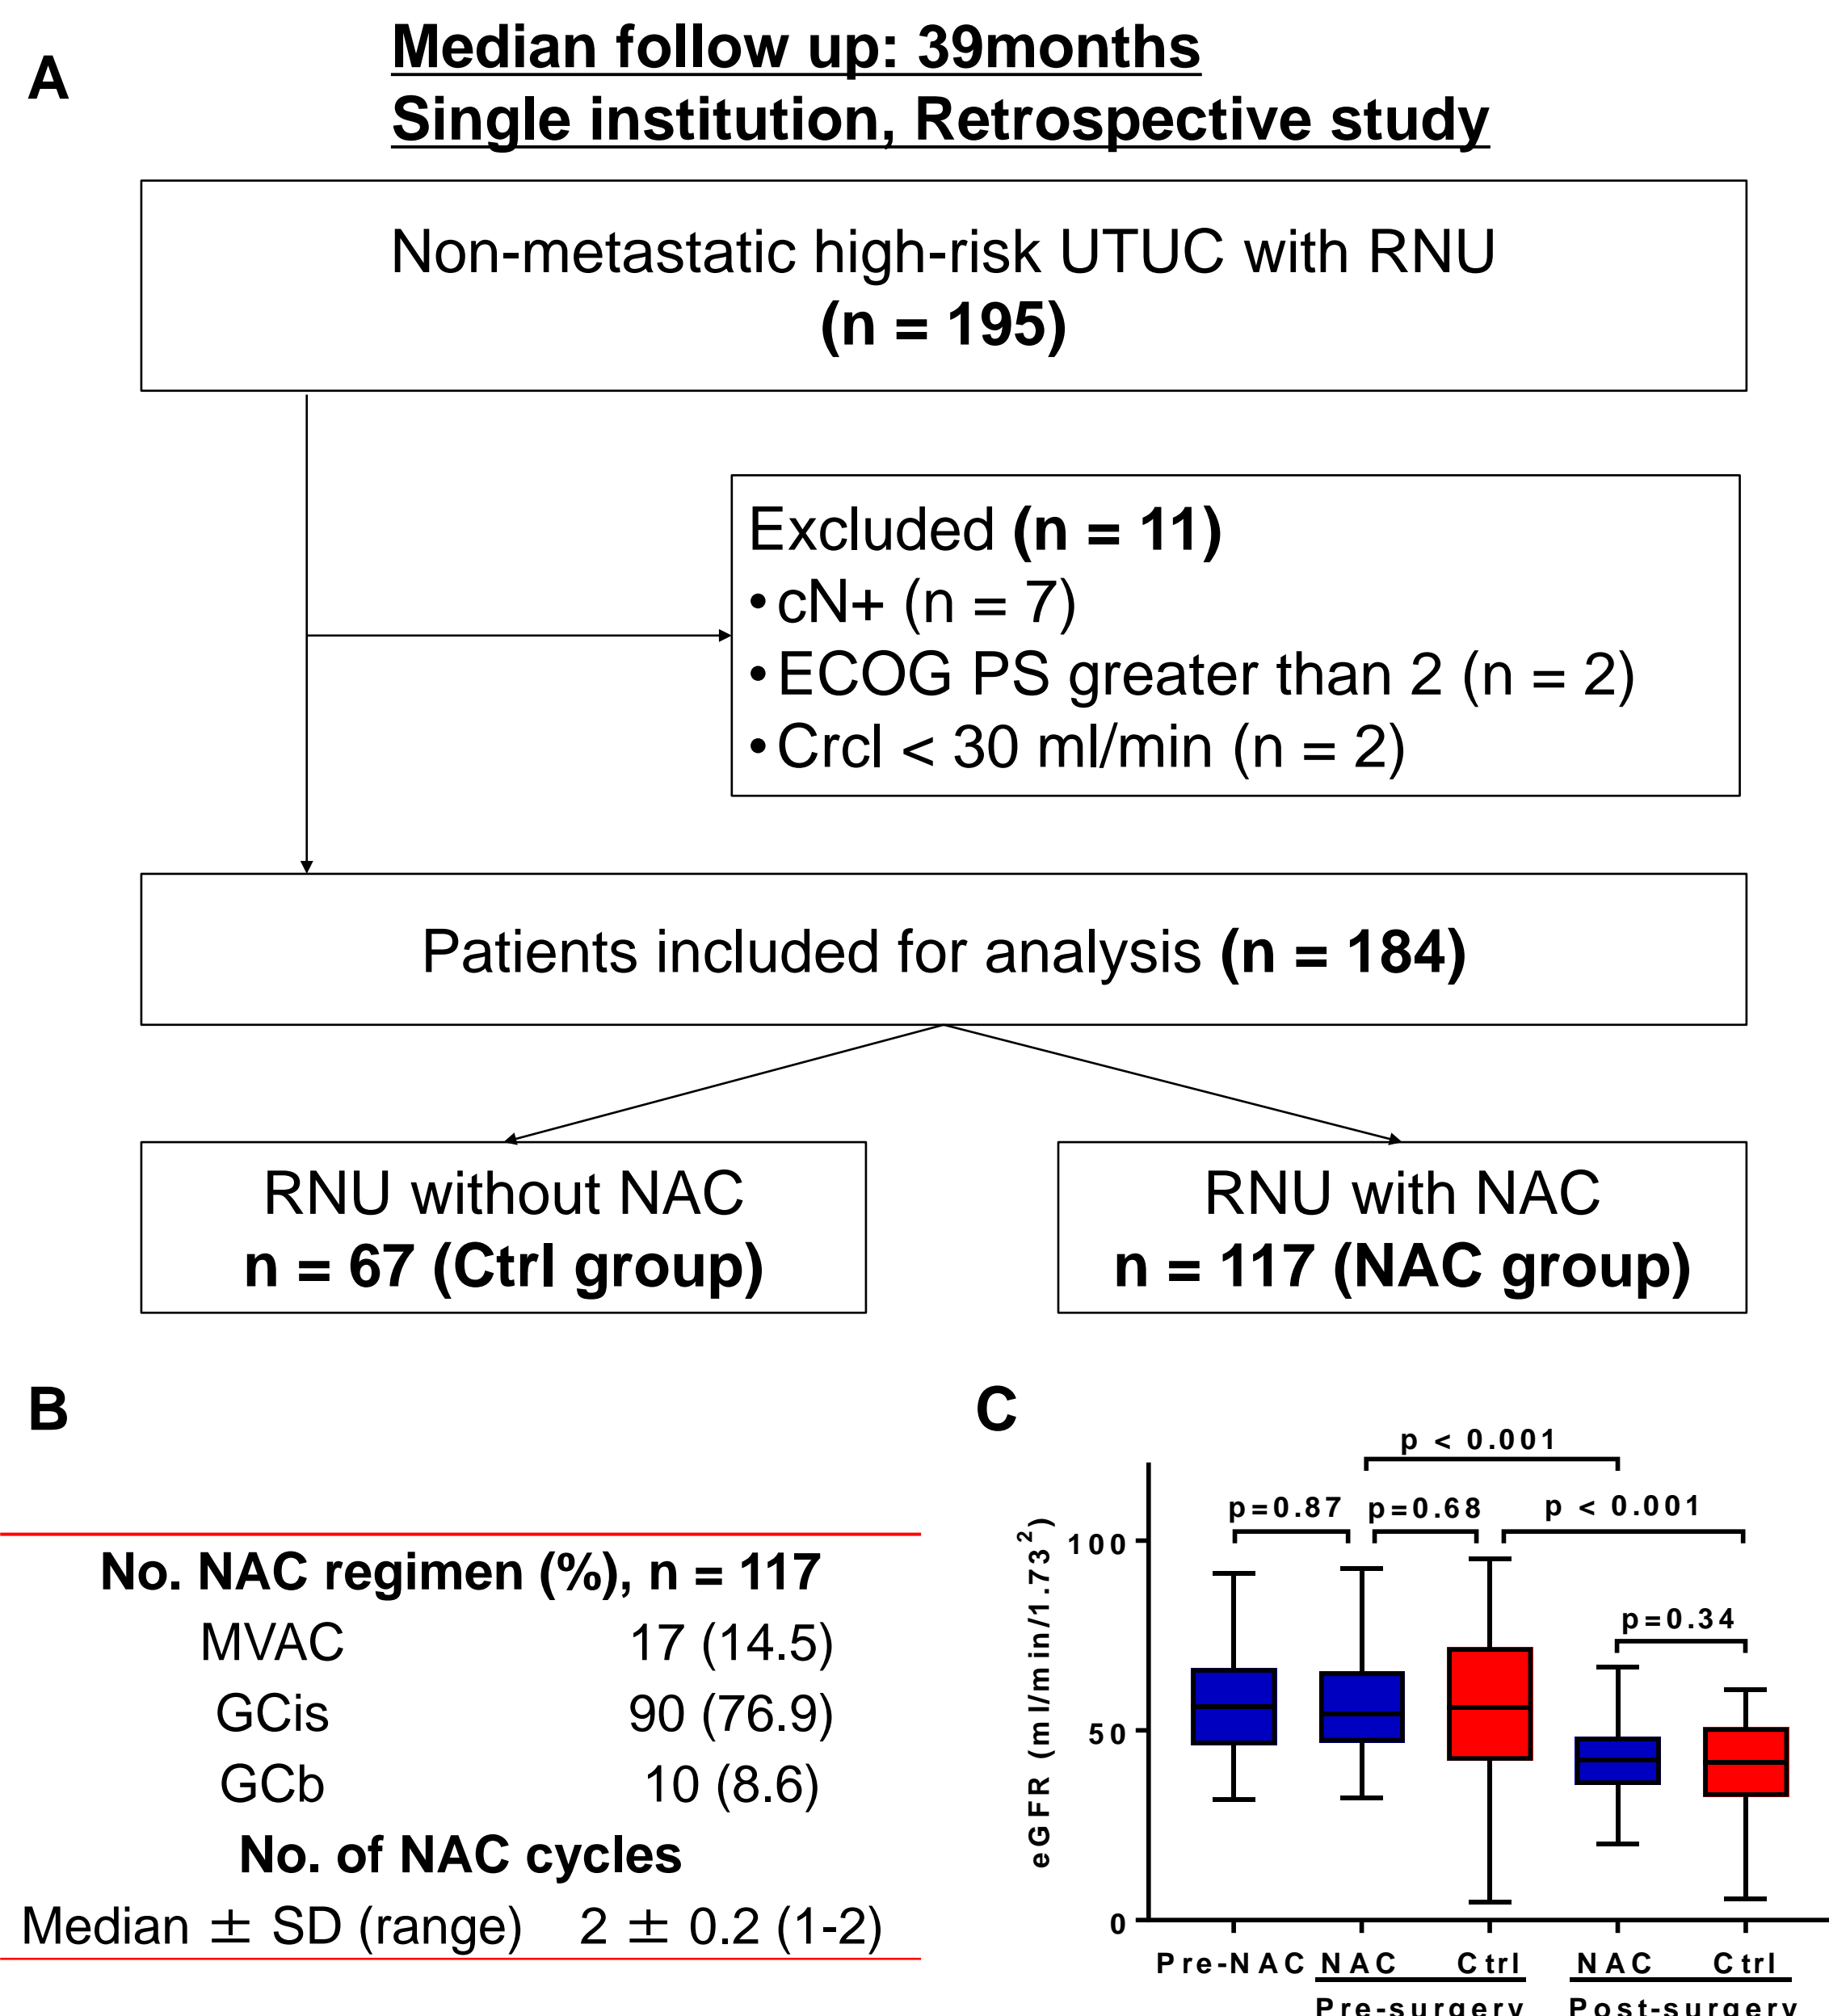 A
Median follow up: 39months
Single institution, Retrospective study
Non-metastatic high-risk UTUC with RNU
(n = 195)
Excluded (n = 11)
•cN+ (n = 7)
•ECOG PS greater than 2 (n = 2)
•Crcl < 30 ml/min (n = 2)
Patients included for analysis (n = 184)
RNU without NAC
n = 67 (Ctrl group)
RNU with NAC
n = 117 (NAC group)
B
No. NAC regimen (%), n = 117
MVAC 17 (14.5)
GCis 90 (76.9)
GCb 10 (8.6)
No. of NAC cycles
Median ± SD (range) 2 ± 0.2 (1-2)
C
p < 0.001
p=0.87 p=0.68 p < 0.001
p=0.34
eGFR (ml/min/1.73²)
100
50
0
Pre-NAC NAC Ctrl NAC Ctrl
Pre-surgery Post-surgery